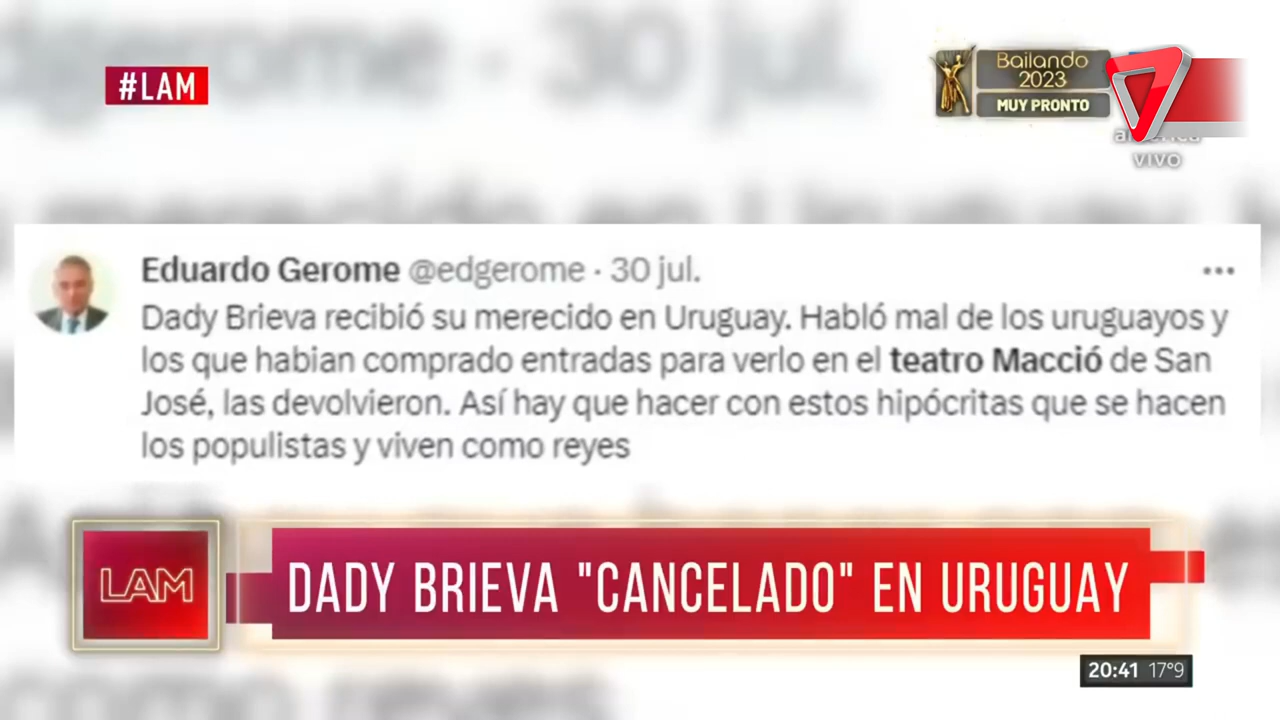 #LAM
Bailando
2023
MUY PRONTO
VIVO
Eduardo Gerome @edgerome · 30 jul.
Dady Brieva recibió su merecido en Uruguay. Habló mal de los uruguayos y
los que habian comprado entradas para verlo en el teatro Macció de San
José, las devolvieron. Así hay que hacer con estos hipócritas que se hacen
los populistas y viven como reyes
LAM
DADY BRIEVA "CANCELADO" EN URUGUAY
20:41 17°9